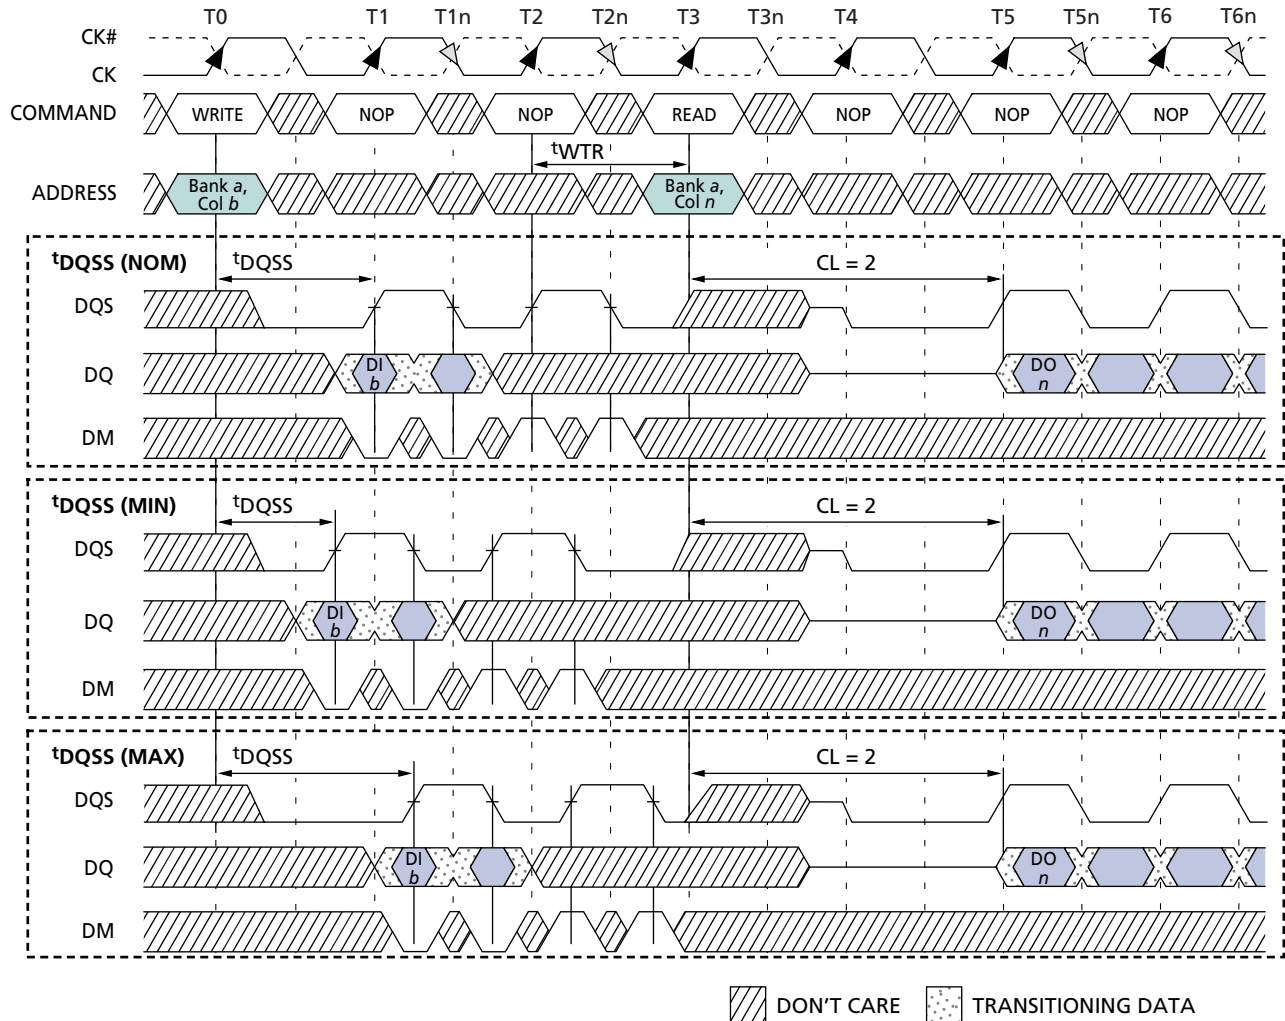 T0 T1 T1n T2 T2n T3 T3n T4 T5 T5n T6 T6n
CK#
CK
COMMAND WRITE NOP NOP READ NOP NOP NOP
tWTR
ADDRESS Bank a, Col b Bank a, Col n
tDQSS (NOM) tDQSS CL = 2
DQS
DQ DI b DO n
DM
tDQSS (MIN) tDQSS CL = 2
DQS
DQ DI b DO n
DM
tDQSS (MAX) tDQSS CL = 2
DQS
DQ DI b DO n
DM
DON'T CARE TRANSITIONING DATA